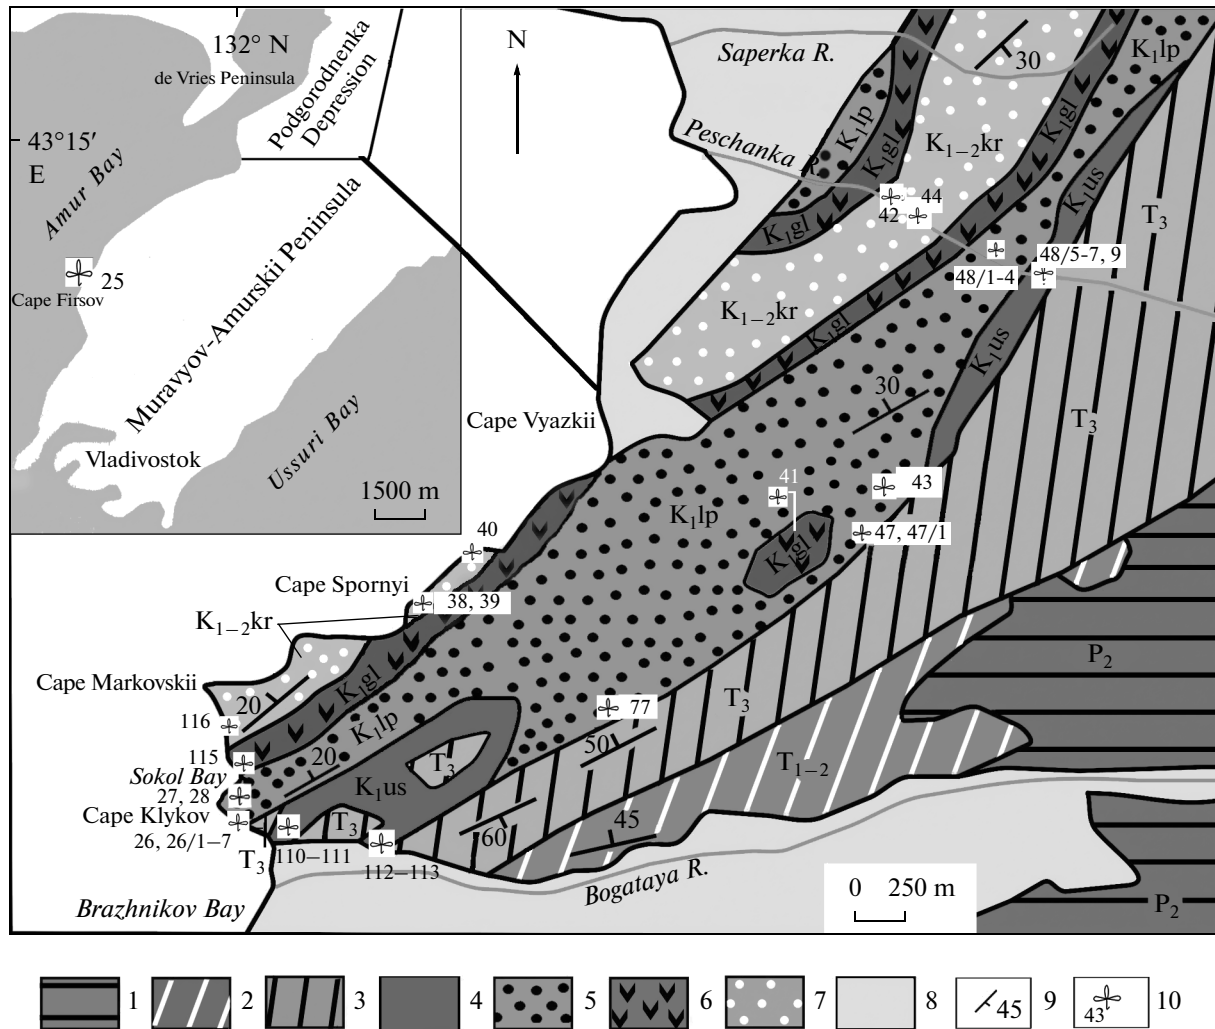 132° N
de Vries Peninsula
Podgorodnenka
Depression
N
43°15′
E
Amur Bay
25
Cape Firsov
Muravyov-Amurskii Peninsula
Vladivostok
Ussuri Bay
1500 m
Saperka R.
30
K₁lp
K₁lp
K₁gl
K₁gl
Peschanka R.
K₁₋₂kr
44
42
K₁us
T₃
K₁gl
48/5-7, 9
48/1-4
K₁₋₂kr
K₁gl
K₁us
30
T₃
Cape Vyazkii
41
43
K₁lp
47, 47/1
K₁gl
40
Cape Spornyi
38, 39
K₁₋₂kr
P₂
Cape Markovskii
20
K₁gl
T₃
116
K₁lp
77
50
115
20
T₃
T₁₋₂
Sokol Bay
K₁us
27, 28
Cape Klykov
T₃
45
26, 26/1–7
60
T₃
110–111
112–113
Bogataya R.
0 250 m
Brazhnikov Bay
P₂
1 2 3 4 5 6 7 8 45 9 43 10